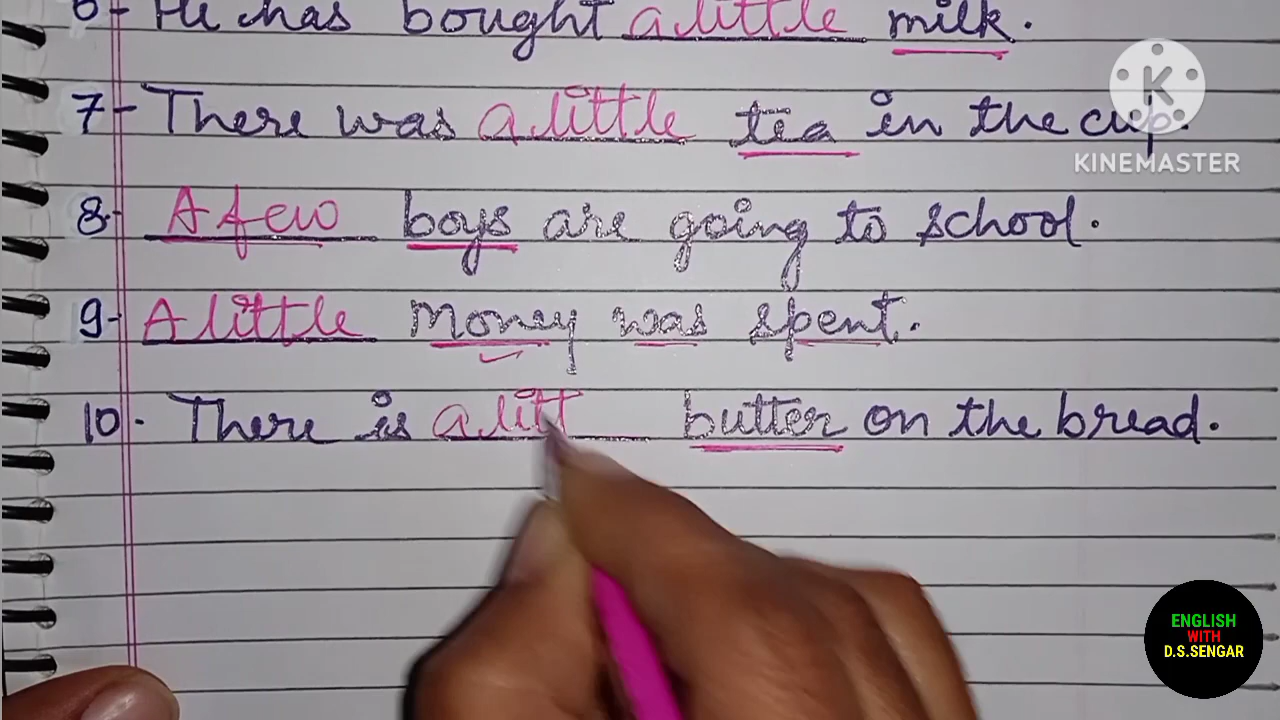 6- He has bought a little milk.
7- There was a little tea in the cup.
KINEMASTER
8- A few boys are going to school.
9- A little money was spent.
10. There is a litt butter on the bread.
ENGLISH
WITH
D.S.SENGAR